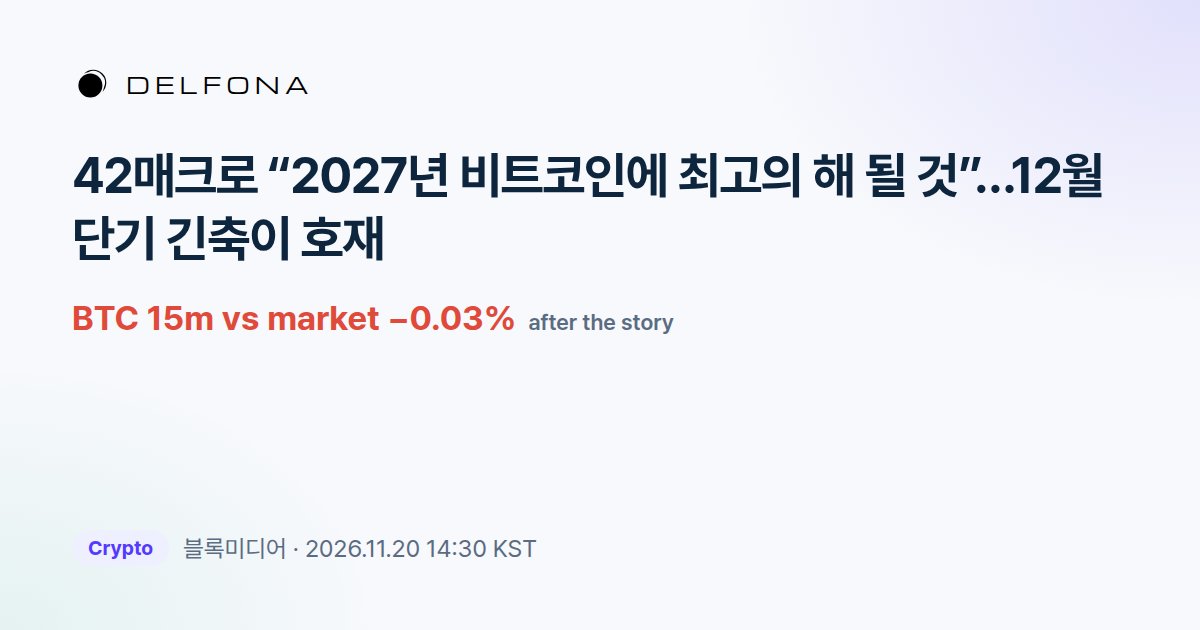 DELFONA
42매크로 “2027년 비트코인에 최고의 해 될 것”…12월
단기 긴축이 호재
BTC 15m vs market −0.03% after the story
Crypto 블록미디어 · 2026.11.20 14:30 KST